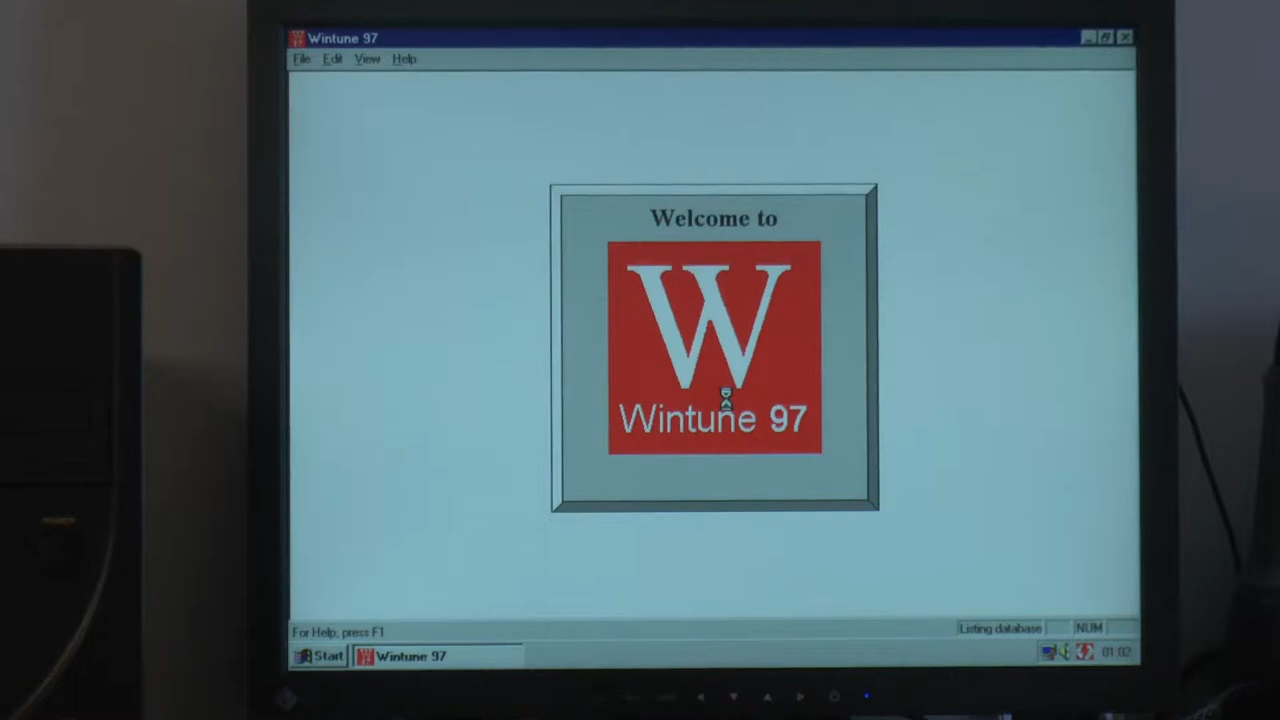 Wintune 97
File Edit View Help
Welcome to
W
Wintune 97
For Help, press F1
Listing database
NUM
Start
Wintune 97
01:02
POWER